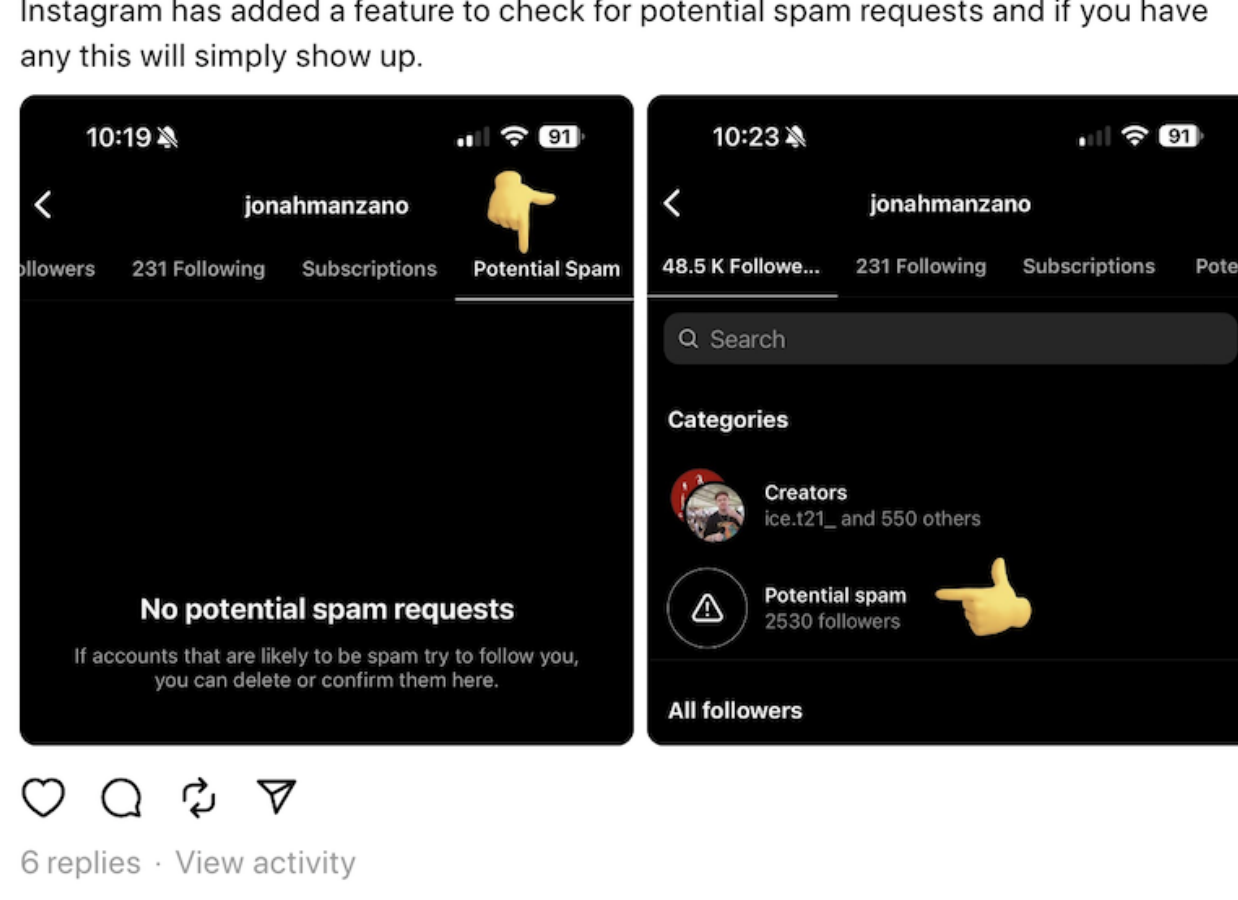 Instagram has added a feature to check for potential spam requests and if you have
any this will simply show up.
10:19
91
jonahmanzano
ollowers 231 Following Subscriptions Potential Spam
No potential spam requests
If accounts that are likely to be spam try to follow you,
you can delete or confirm them here.
10:23
91
jonahmanzano
48.5 K Followe... 231 Following Subscriptions Pote
Search
Categories
Creators
ice.t21_ and 550 others
Potential spam
2530 followers
All followers
6 replies · View activity